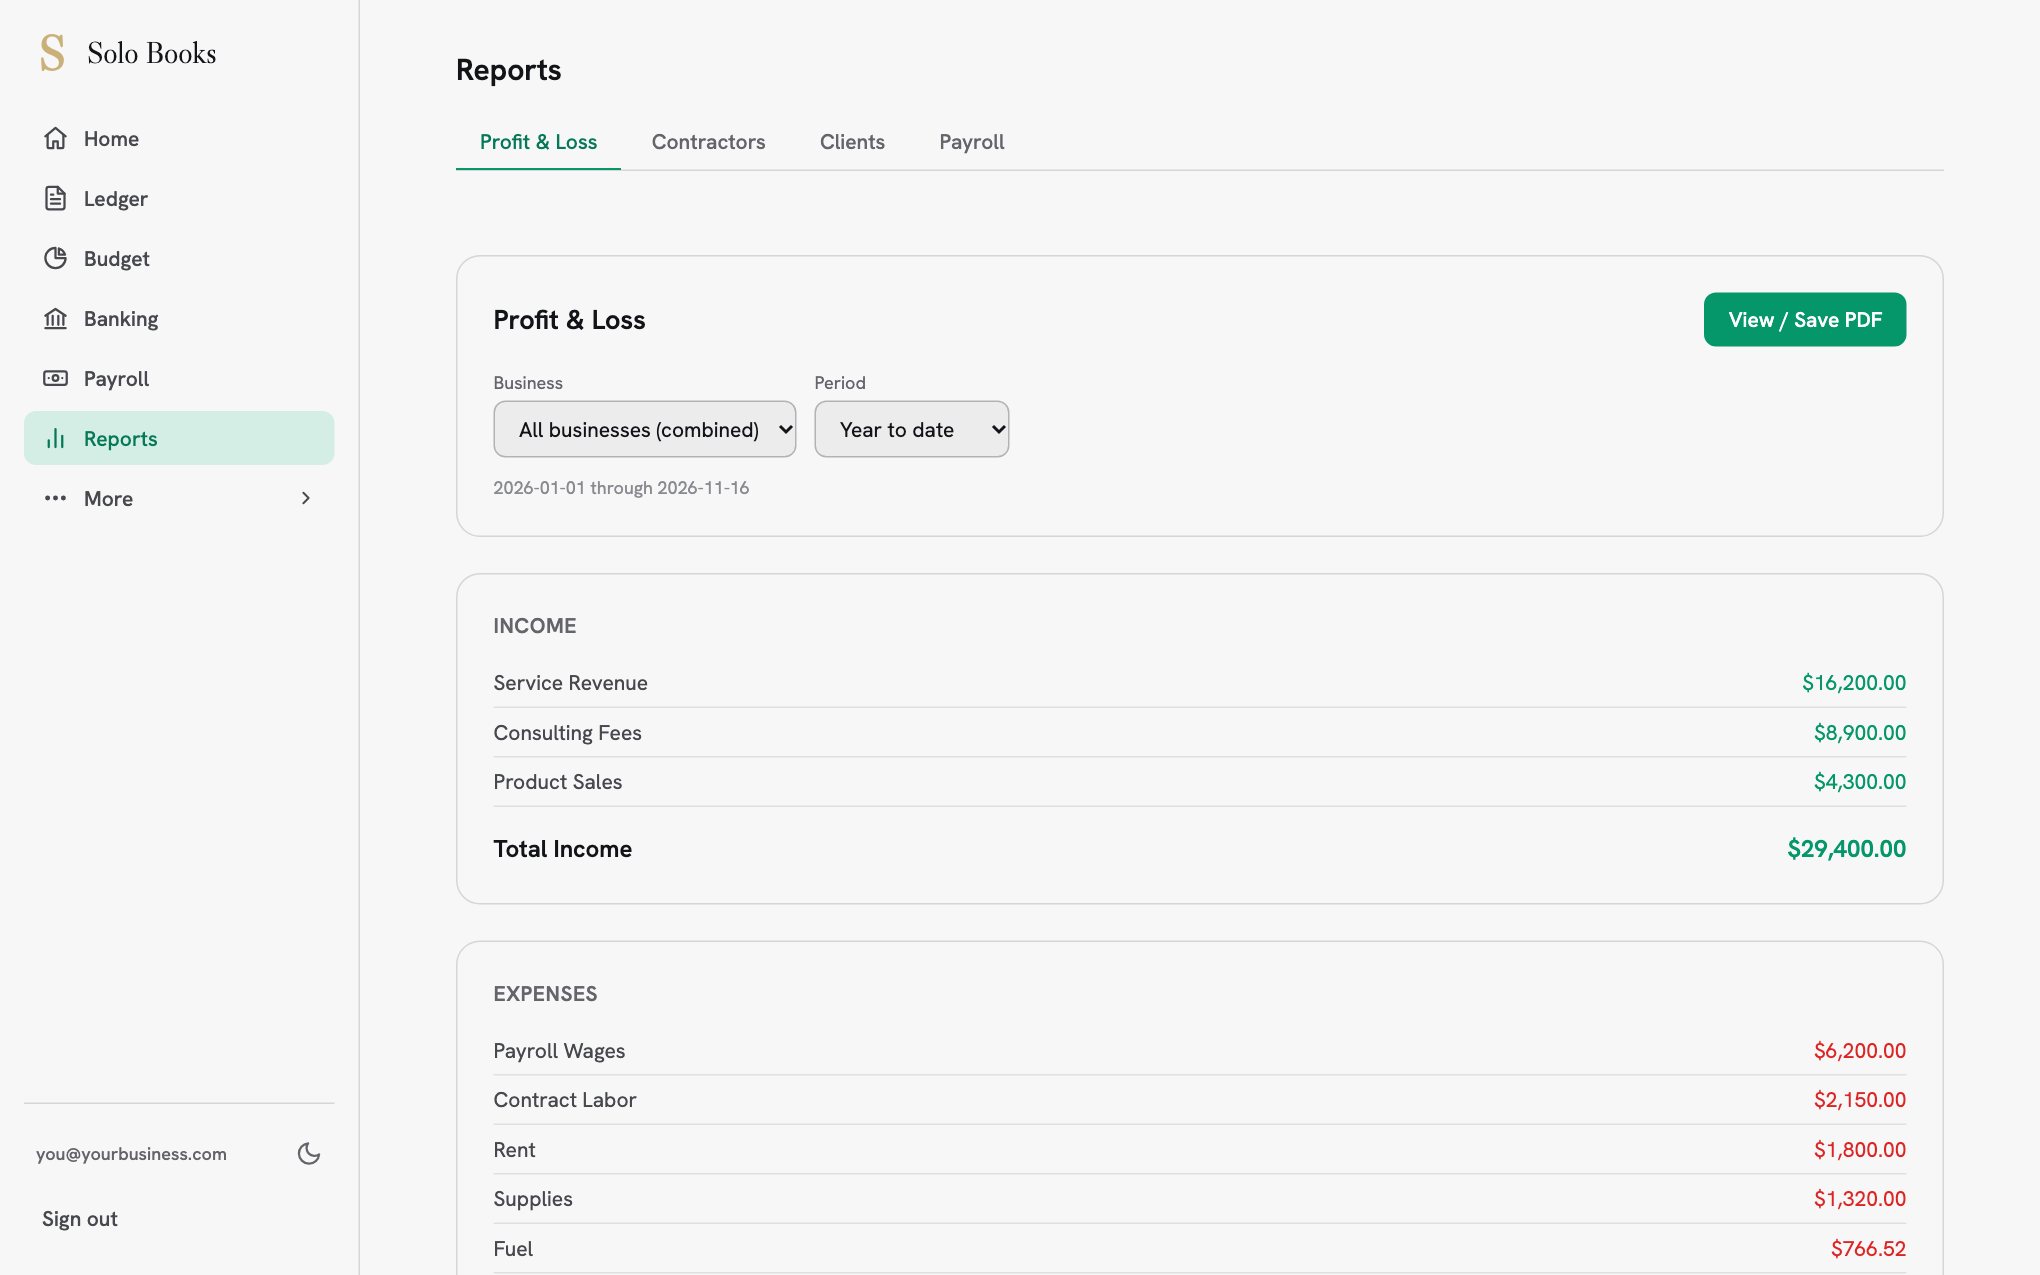 S Solo Books
Home
Ledger
Budget
Banking
Payroll
Reports
More
you@yourbusiness.com
Sign out
Reports
Profit & Loss Contractors Clients Payroll
Profit & Loss
View / Save PDF
Business Period
All businesses (combined) Year to date
2026-01-01 through 2026-11-16
INCOME
Service Revenue $16,200.00
Consulting Fees $8,900.00
Product Sales $4,300.00
Total Income $29,400.00
EXPENSES
Payroll Wages $6,200.00
Contract Labor $2,150.00
Rent $1,800.00
Supplies $1,320.00
Fuel $766.52